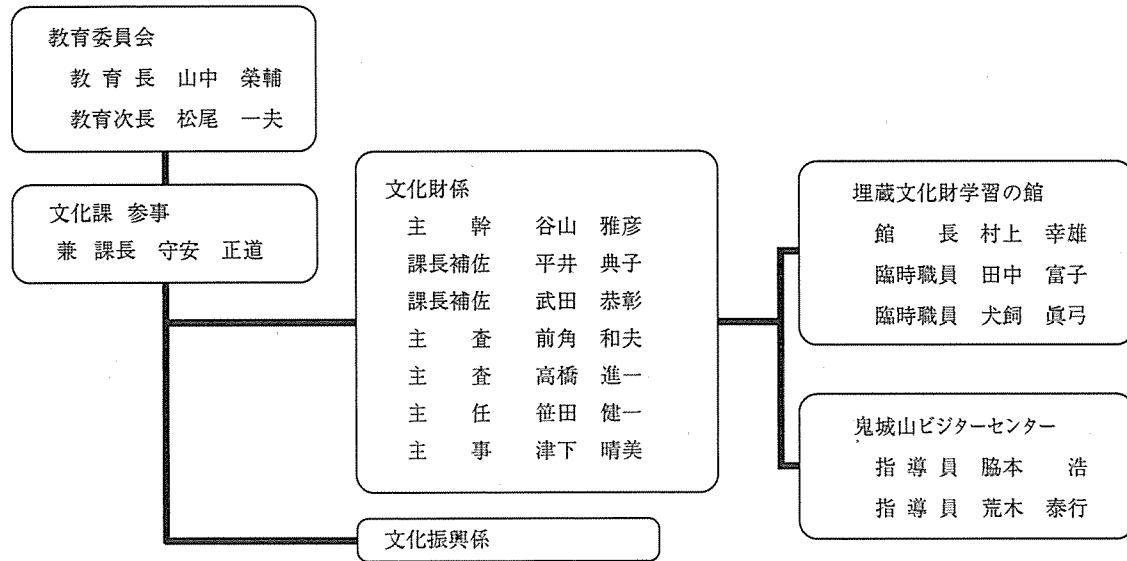 教育委員会
教 育 長 山中 榮輔
教育次長 松尾 一夫
文化課 参事
兼 課長 守安 正道
文化財係
主 幹 谷山 雅彦
課長補佐 平井 典子
課長補佐 武田 恭彰
主 査 前角 和夫
主 査 高橋 進一
主 任 笹田 健一
主 事 津下 晴美
文化振興係
埋蔵文化財学習の館
館 長 村上 幸雄
臨時職員 田中 富子
臨時職員 犬飼 眞弓
鬼城山ビジターセンター
指 導 員 脇本 浩
指 導 員 荒木 泰行